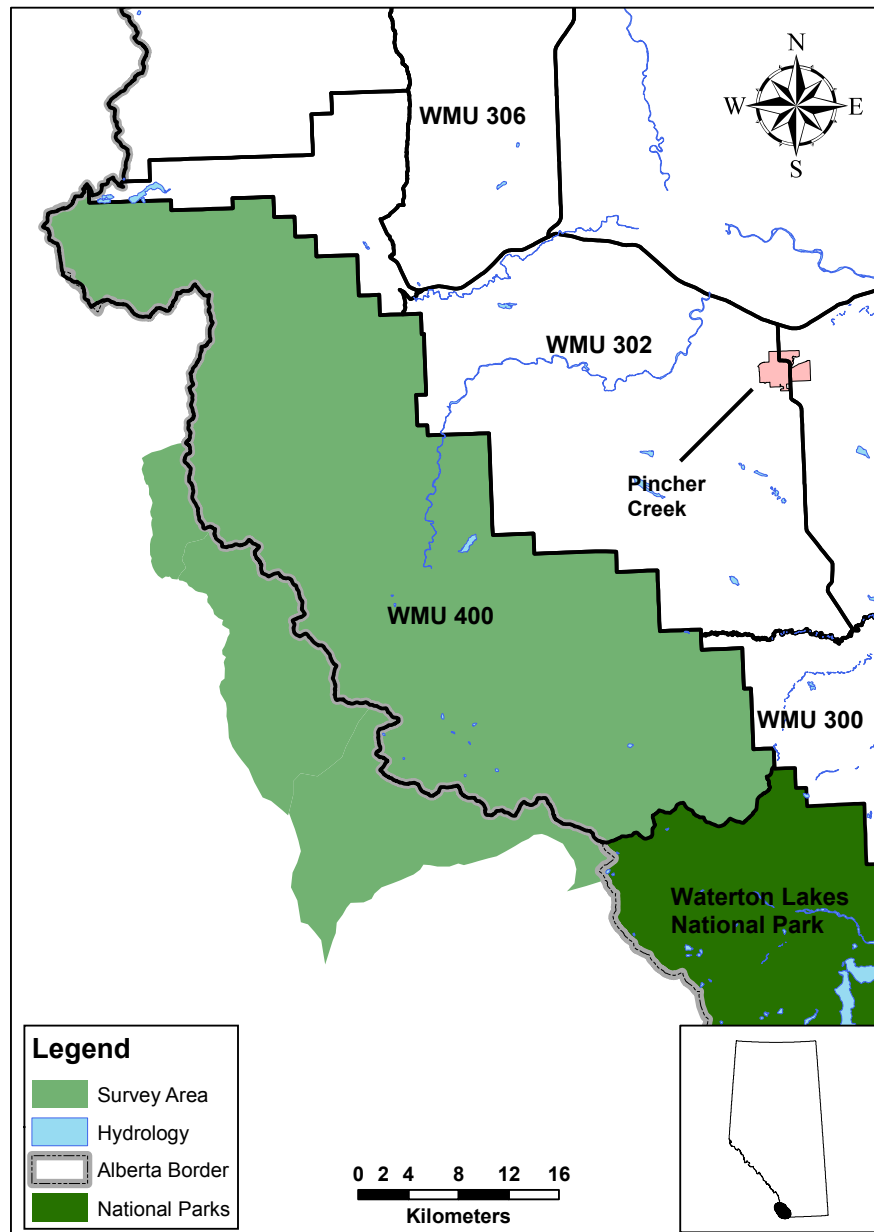 N
W E
S
WMU 306
WMU 302
Pincher
Creek
WMU 400
WMU 300
Waterton Lakes
National Park
Legend
Survey Area
Hydrology
Alberta Border
National Parks
0 2 4 8 12 16
Kilometers